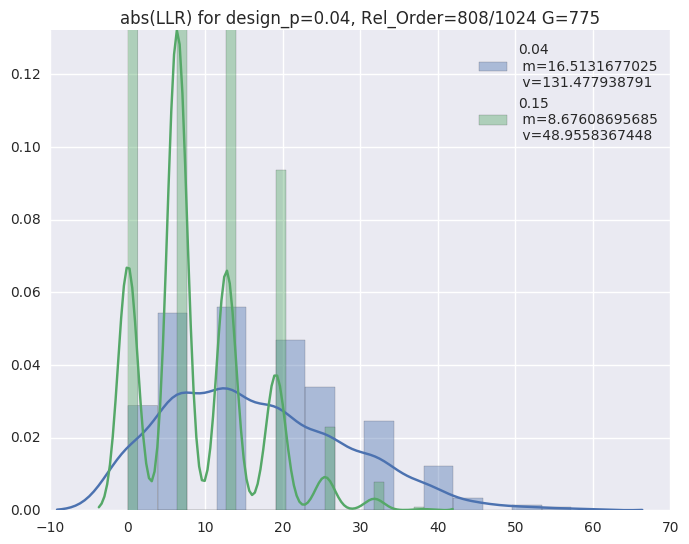 abs(LLR) for design_p=0.04, Rel_Order=808/1024 G=775
0.04
m=16.5131677025
v=131.477938791
0.15
m=8.67608695685
v=48.9558367448
0.12
0.10
0.08
0.06
0.04
0.02
0.00
−10 0 10 20 30 40 50 60 70